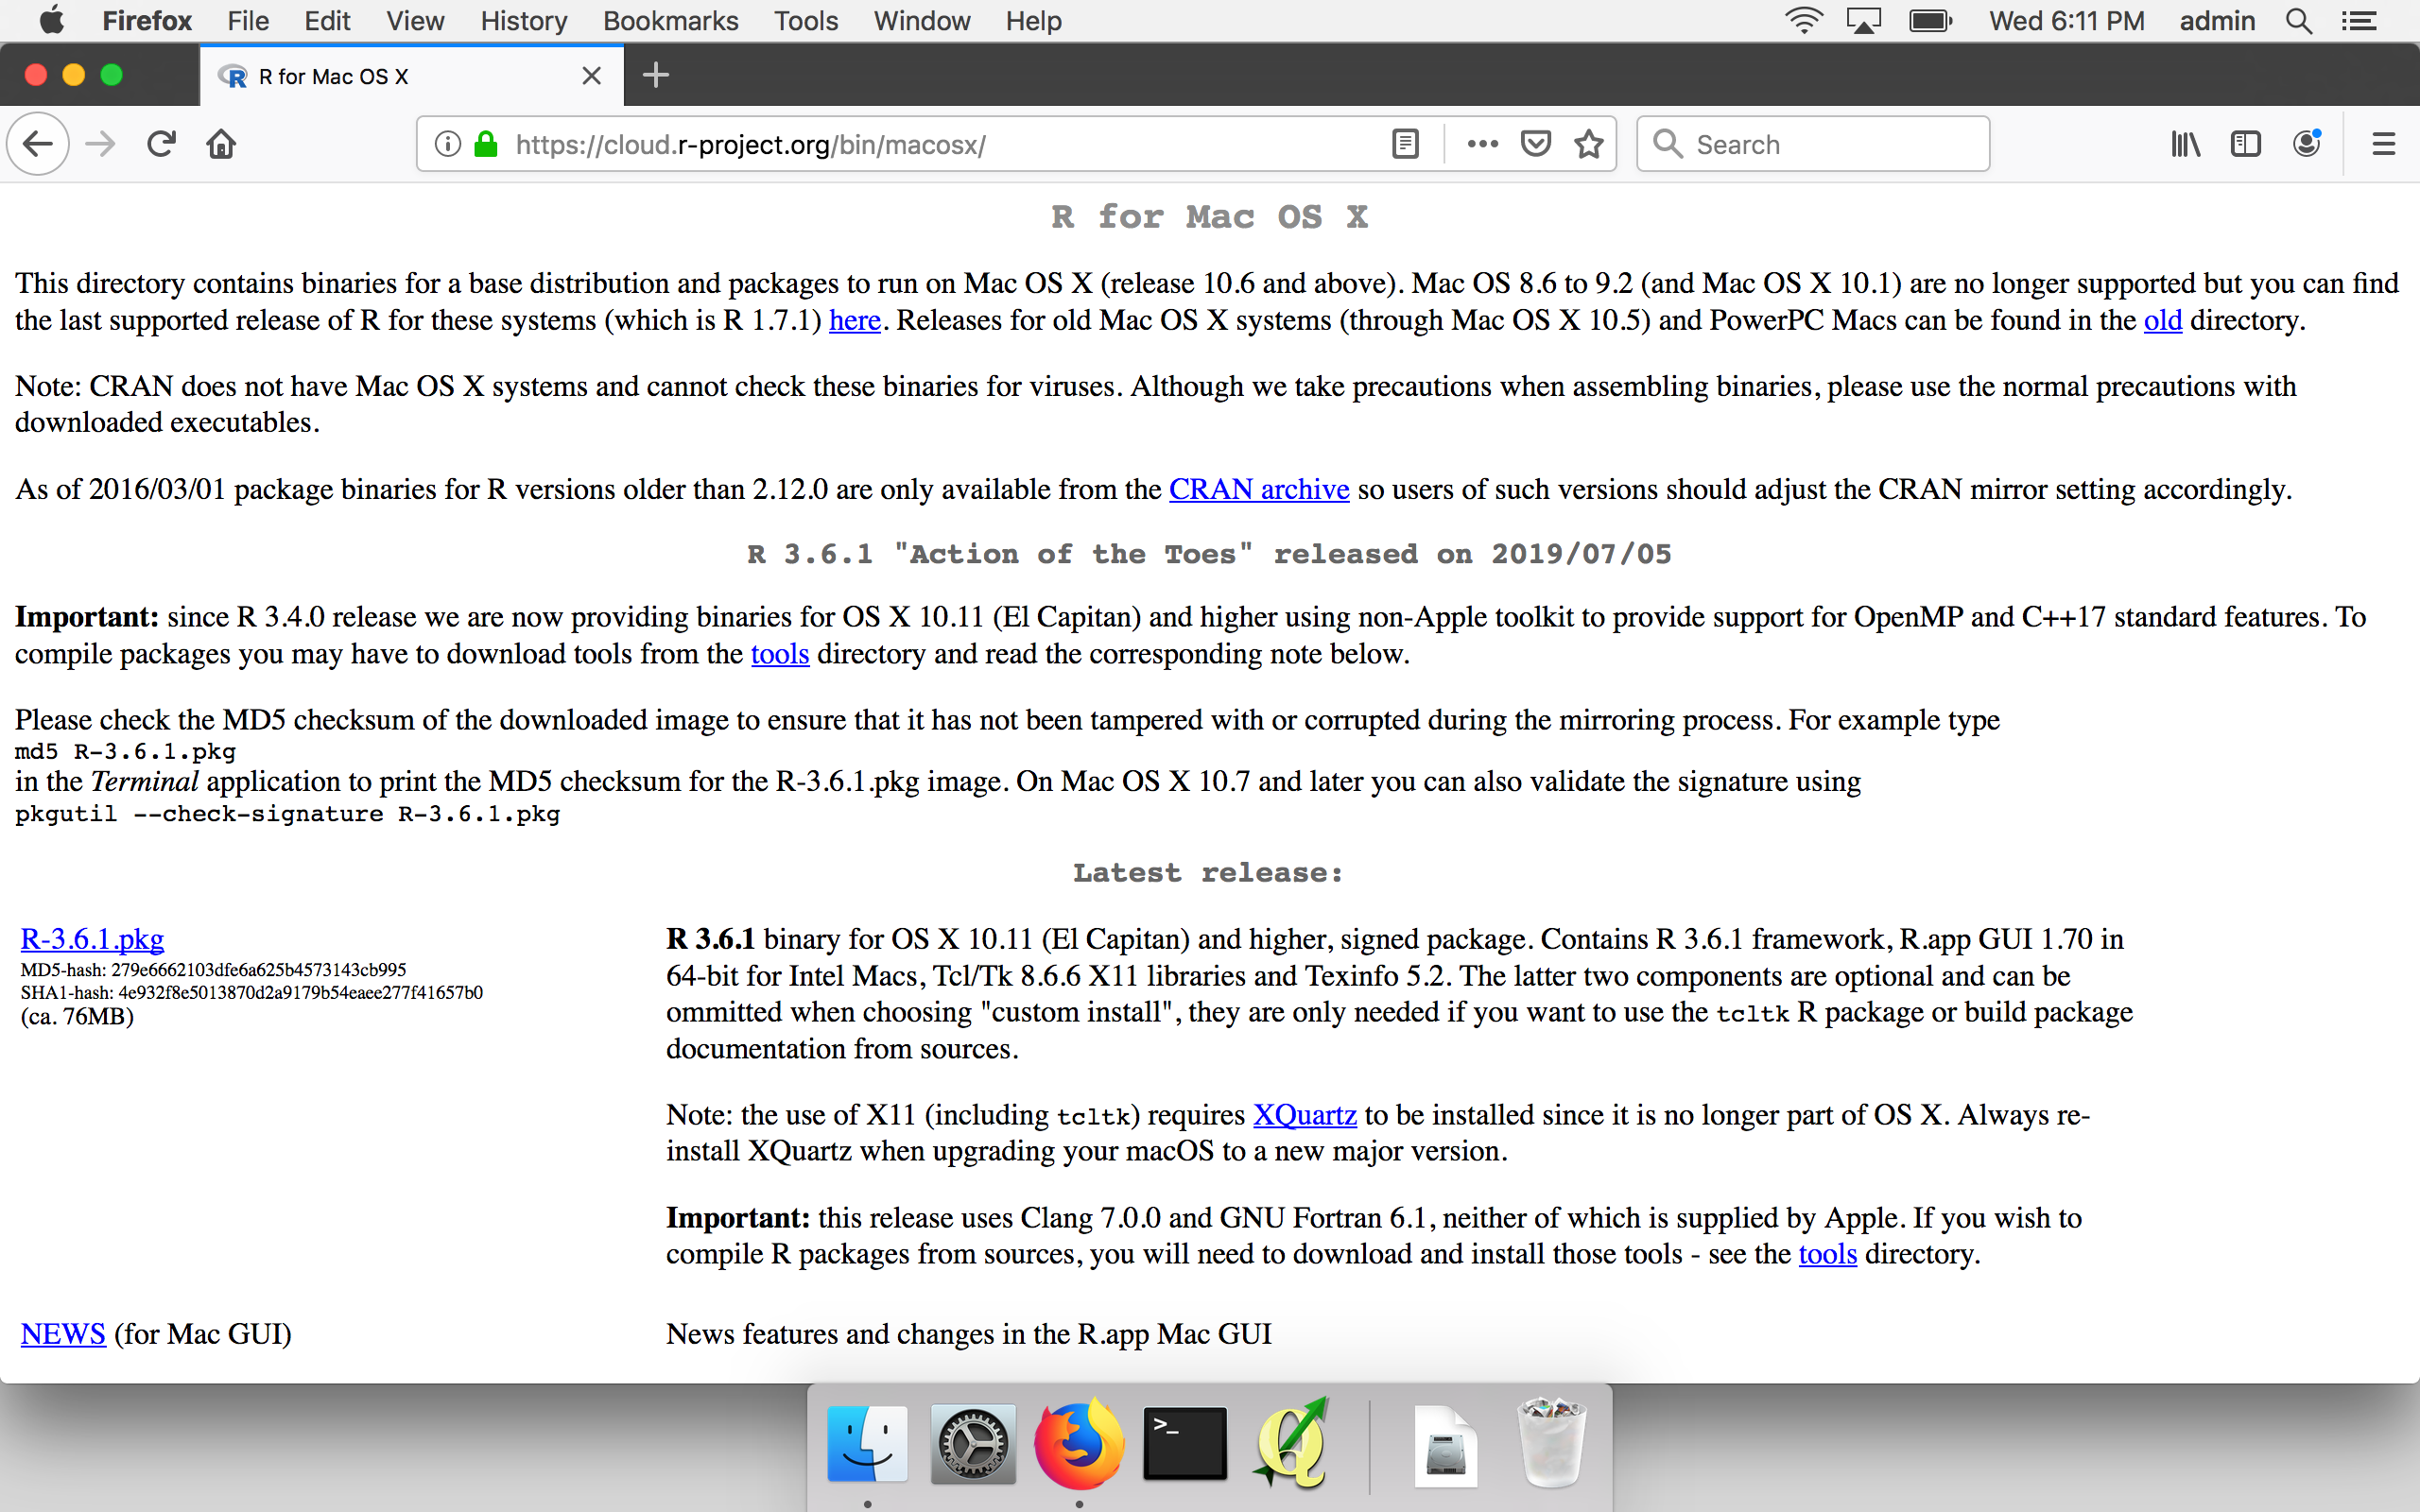 Firefox File Edit View History Bookmarks Tools Window Help Wed 6:11 PM admin
R for Mac OS X
https://cloud.r-project.org/bin/macosx/ Search
R for Mac OS X
This directory contains binaries for a base distribution and packages to run on Mac OS X (release 10.6 and above). Mac OS 8.6 to 9.2 (and Mac OS X 10.1) are no longer supported but you can find
the last supported release of R for these systems (which is R 1.7.1) here. Releases for old Mac OS X systems (through Mac OS X 10.5) and PowerPC Macs can be found in the old directory.
Note: CRAN does not have Mac OS X systems and cannot check these binaries for viruses. Although we take precautions when assembling binaries, please use the normal precautions with
downloaded executables.
As of 2016/03/01 package binaries for R versions older than 2.12.0 are only available from the CRAN archive so users of such versions should adjust the CRAN mirror setting accordingly.
R 3.6.1 "Action of the Toes" released on 2019/07/05
Important: since R 3.4.0 release we are now providing binaries for OS X 10.11 (El Capitan) and higher using non-Apple toolkit to provide support for OpenMP and C++17 standard features. To
compile packages you may have to download tools from the tools directory and read the corresponding note below.
Please check the MD5 checksum of the downloaded image to ensure that it has not been tampered with or corrupted during the mirroring process. For example type
md5 R-3.6.1.pkg
in the Terminal application to print the MD5 checksum for the R-3.6.1.pkg image. On Mac OS X 10.7 and later you can also validate the signature using
pkgutil --check-signature R-3.6.1.pkg
Latest release:
R-3.6.1.pkg
MD5-hash: 279e6662103dfe6a625b4573143cb995
SHA1-hash: 4e932f8e5013870d2a9179b54eaee277f41657b0
(ca. 76MB)
R 3.6.1 binary for OS X 10.11 (El Capitan) and higher, signed package. Contains R 3.6.1 framework, R.app GUI 1.70 in
64-bit for Intel Macs, Tcl/Tk 8.6.6 X11 libraries and Texinfo 5.2. The latter two components are optional and can be
ommitted when choosing "custom install", they are only needed if you want to use the tcltk R package or build package
documentation from sources.
Note: the use of X11 (including tcltk) requires XQuartz to be installed since it is no longer part of OS X. Always re-
install XQuartz when upgrading your macOS to a new major version.
Important: this release uses Clang 7.0.0 and GNU Fortran 6.1, neither of which is supplied by Apple. If you wish to
compile R packages from sources, you will need to download and install those tools - see the tools directory.
NEWS (for Mac GUI)
News features and changes in the R.app Mac GUI